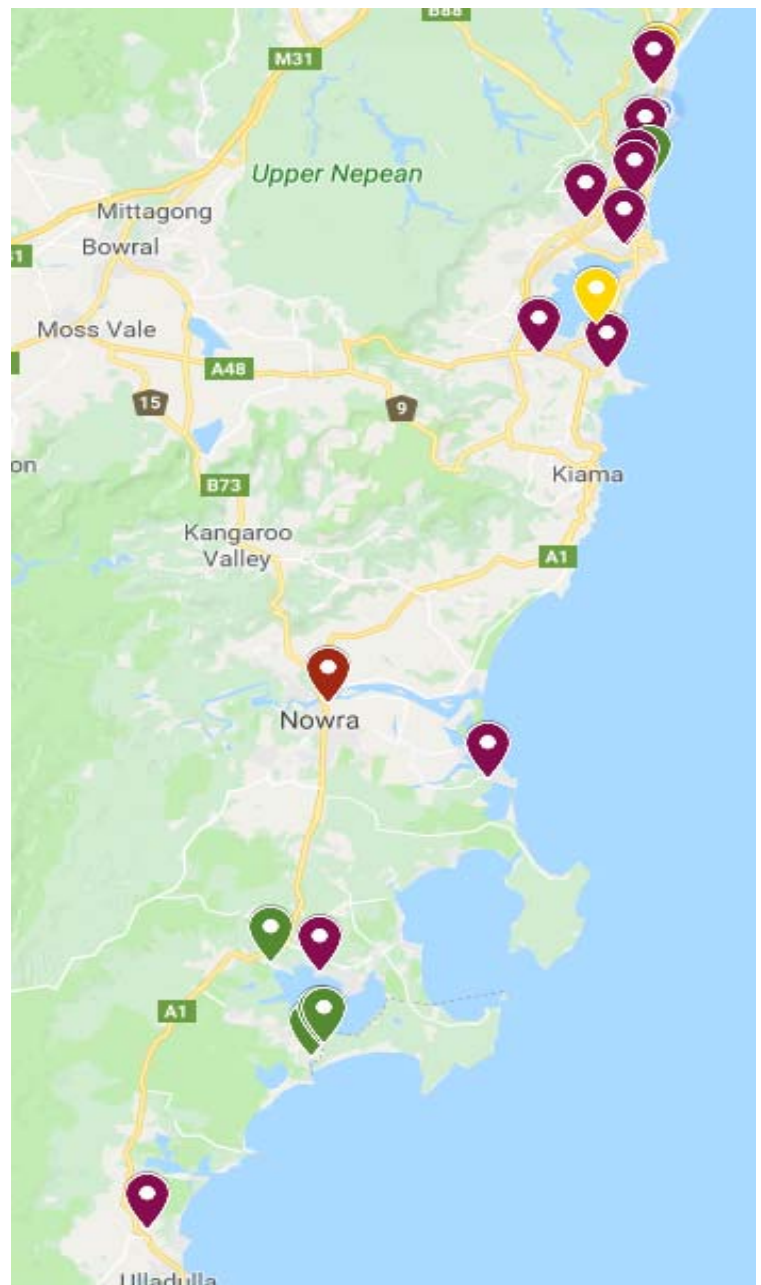 B88
M31
Upper Nepean
Mittagong
Bowral
31
Moss Vale
A48
15
9
on
B73
Kiama
Kangaroo
Valley
A1
Nowra
A1
Ulladulla